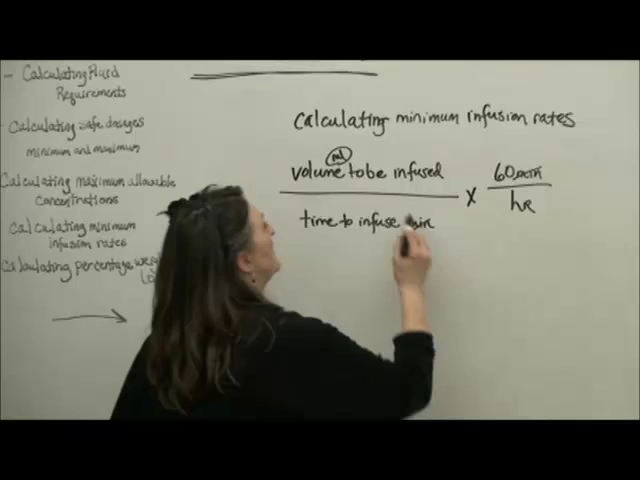 - Calculating Fluid
Requirements
Calculating safe dosages
minimum and maximum
Calculating maximum allowable
concentrations
Calculating minimum
infusion rates
Calculating percentage
Calculating minimum infusion rates
ml
volume to be infused
60 min
x
hr
time to infuse min